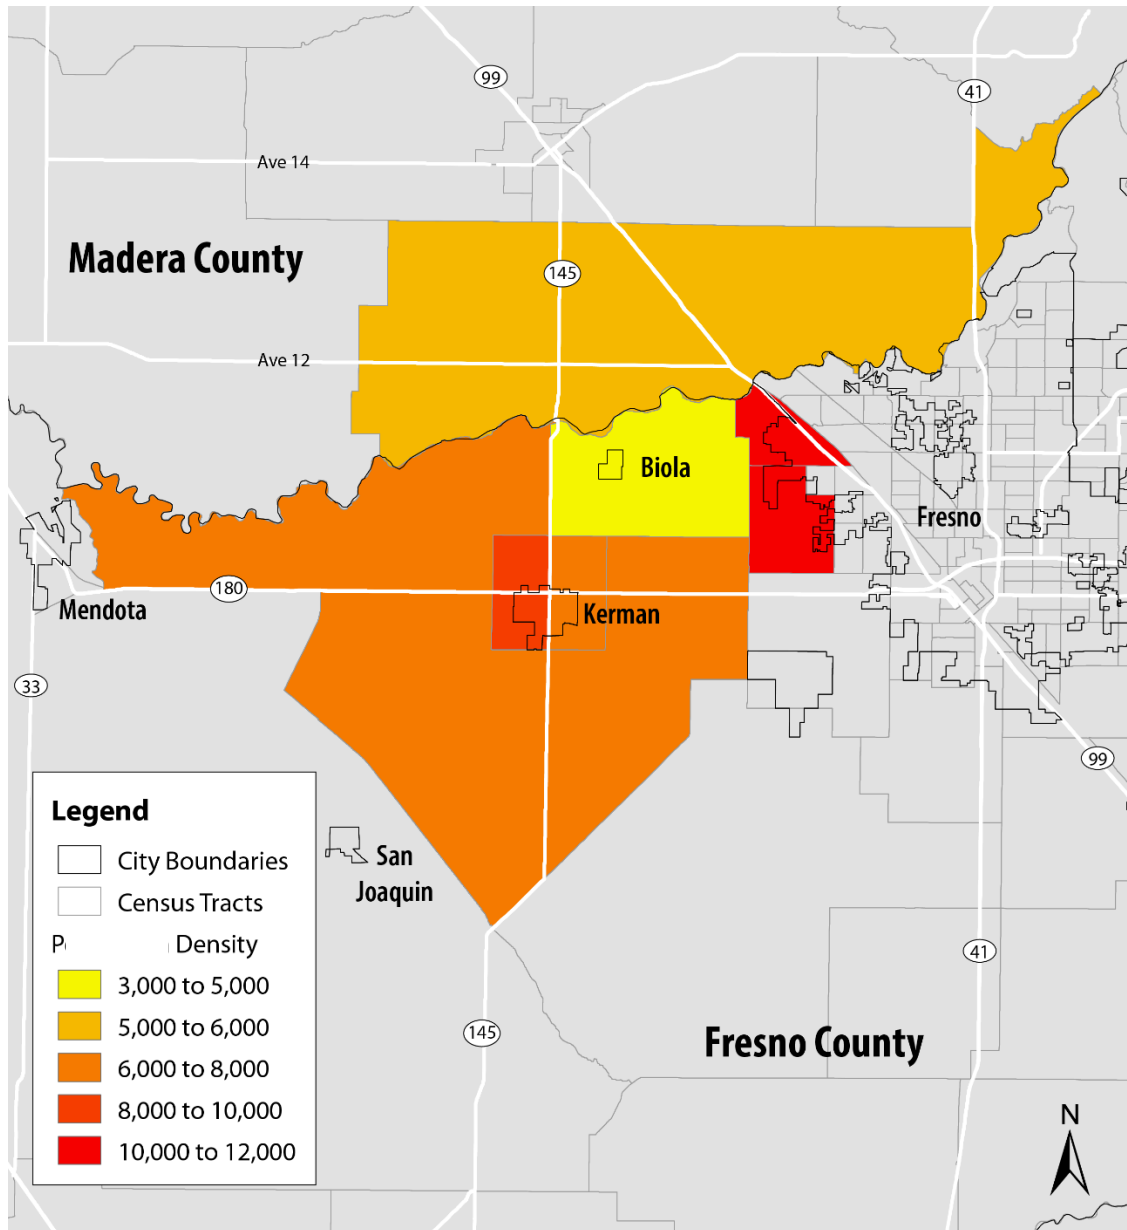 99
41
Ave 14
Madera County
145
Ave 12
Biola
Fresno
180
Mendota
Kerman
33
99
Legend
City Boundaries
Census Tracts
Density
3,000 to 5,000
5,000 to 6,000
6,000 to 8,000
8,000 to 10,000
10,000 to 12,000
San
Joaquin
41
145
Fresno County
N